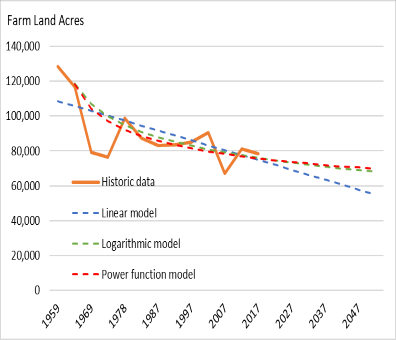 Farm Land Acres
140,000
120,000
100,000
80,000
60,000
40,000
20,000
0
Historic data
Linear model
Logarithmic model
Power function model
1959 1969 1978 1987 1997 2007 2017 2027 2037 2047